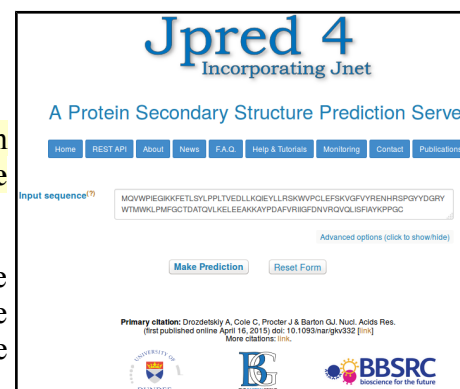 Jpred 4
Incorporating Jnet
A Protein Secondary Structure Prediction Serve
Home REST API About News F.A.Q. Help & Tutorials Monitoring Contact Publications
n
e
Input sequence(?)
MQVWPIEGIKKFETLSYLPPLTVEDLLKQIEYLLRSKWVPCLEFSKVGFVYRENHRSPGYYDGRY
WTMWKLPMFGCTDATQVLKELEEAKKAYPDAFVRIIGFDNVRQVQLISFIAYKPPGC
Advanced options (click to show/hide)
e
e
e
Make Prediction Reset Form
Primary citation: Drozdetskiy A, Cole C, Procter J & Barton GJ. Nucl. Acids Res.
(first published online April 16, 2015) doi: 10.1093/nar/gkv332 [link]
More citations: link.
UNIVERSITY OF
DUNDEE
BBSRC
bioscience for the future